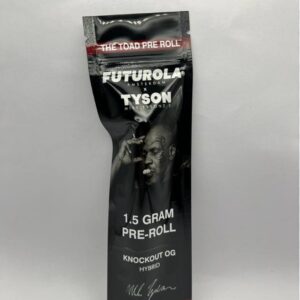 THE TOAD PRE ROLL
FUTUROLA
AMSTERDAM
X
TYSON
1.5 GRAM
PRE-ROLL
KNOCKOUT OG
HYBRID